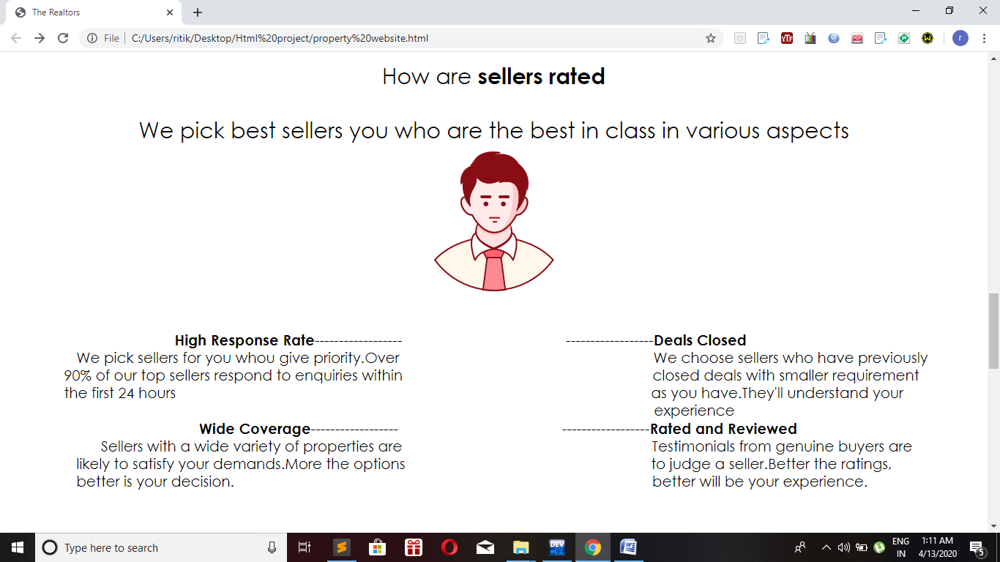 The Realtors
File
C:/Users/ritik/Desktop/Html%20project/property%20website.html
YTF
PDF
r
How are sellers rated
We pick best sellers you who are the best in class in various aspects
High Response Rate------------------
We pick sellers for you whou give priority.Over
90% of our top sellers respond to enquiries within
the first 24 hours
------------------Deals Closed
We choose sellers who have previously
closed deals with smaller requirement
as you have.They'll understand your
experience
Wide Coverage------------------
Sellers with a wide variety of properties are
likely to satisfy your demands.More the options
better is your decision.
------------------Rated and Reviewed
Testimonials from genuine buyers are
to judge a seller.Better the ratings,
better will be your experience.
Type here to search
DEV
W
ENG
IN
1:11 AM
4/13/2020
5